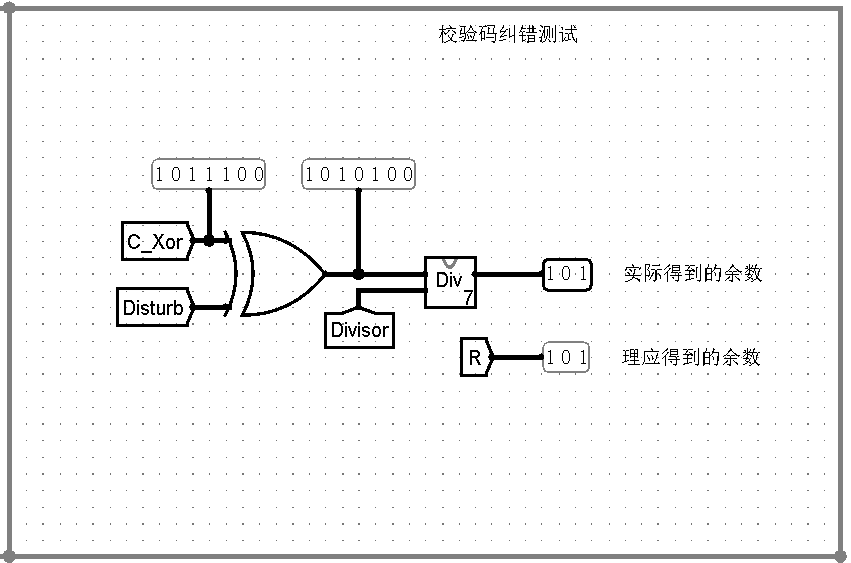 校验码纠错测试
1 0 1 1 1 0 0
1 0 1 0 1 0 0
C_Xor
Disturb
Divisor
Div
7
1 0 1
实际得到的余数
R
1 0 1
理应得到的余数